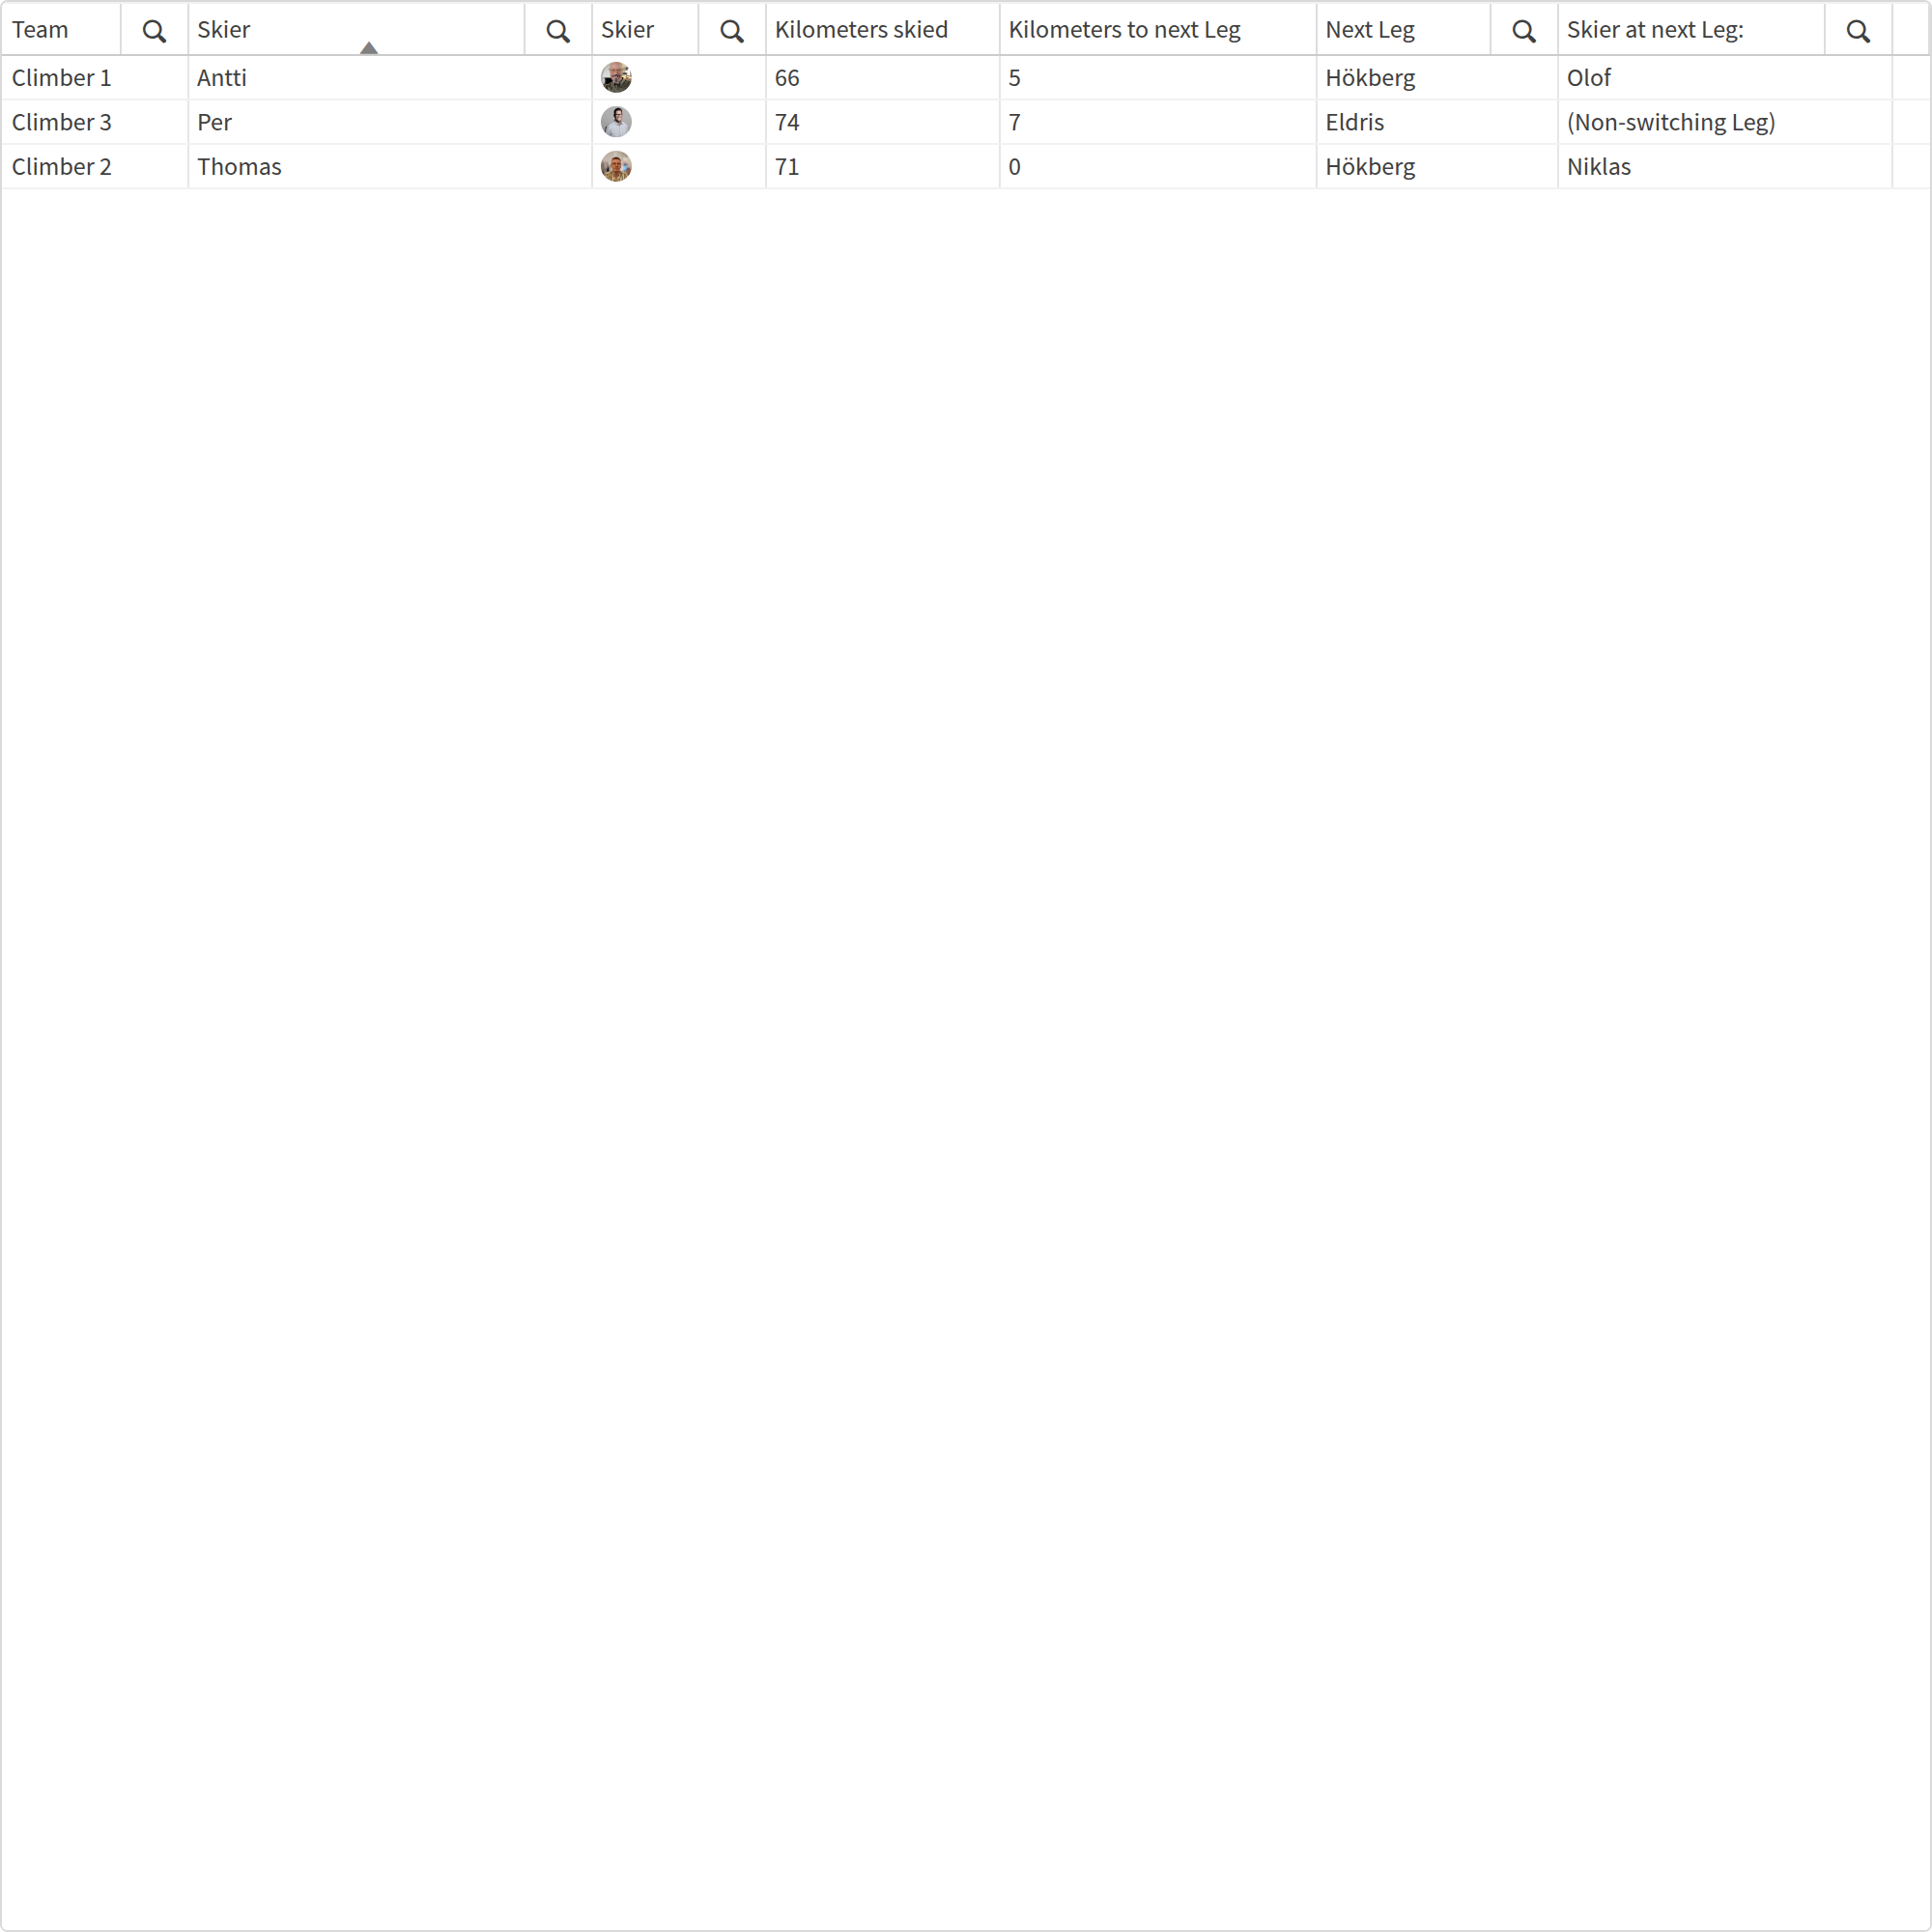 Team Skier Skier Kilometers skied Kilometers to next Leg Next Leg Skier at next Leg:
Climber 1 Antti 66 5 Hökberg Olof
Climber 3 Per 74 7 Eldris (Non-switching Leg)
Climber 2 Thomas 71 0 Hökberg Niklas